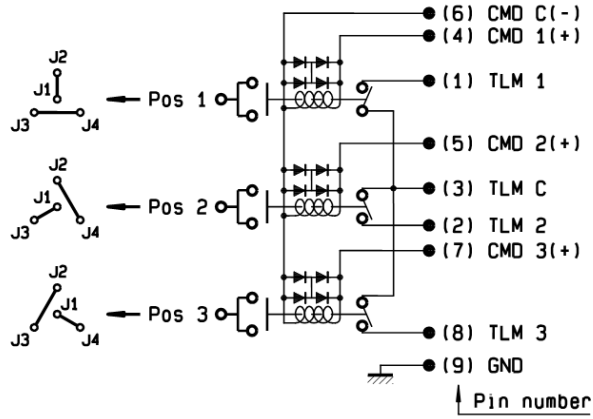 (6) CMD C(-)
(4) CMD 1(+)
J2
J1
J3 J4
Pos 1
(1) TLM 1
(5) CMD 2(+)
J2
J1
J3 J4
Pos 2
(3) TLM C
(2) TLM 2
(7) CMD 3(+)
J2
J1
J3 J4
Pos 3
(8) TLM 3
(9) GND
Pin number